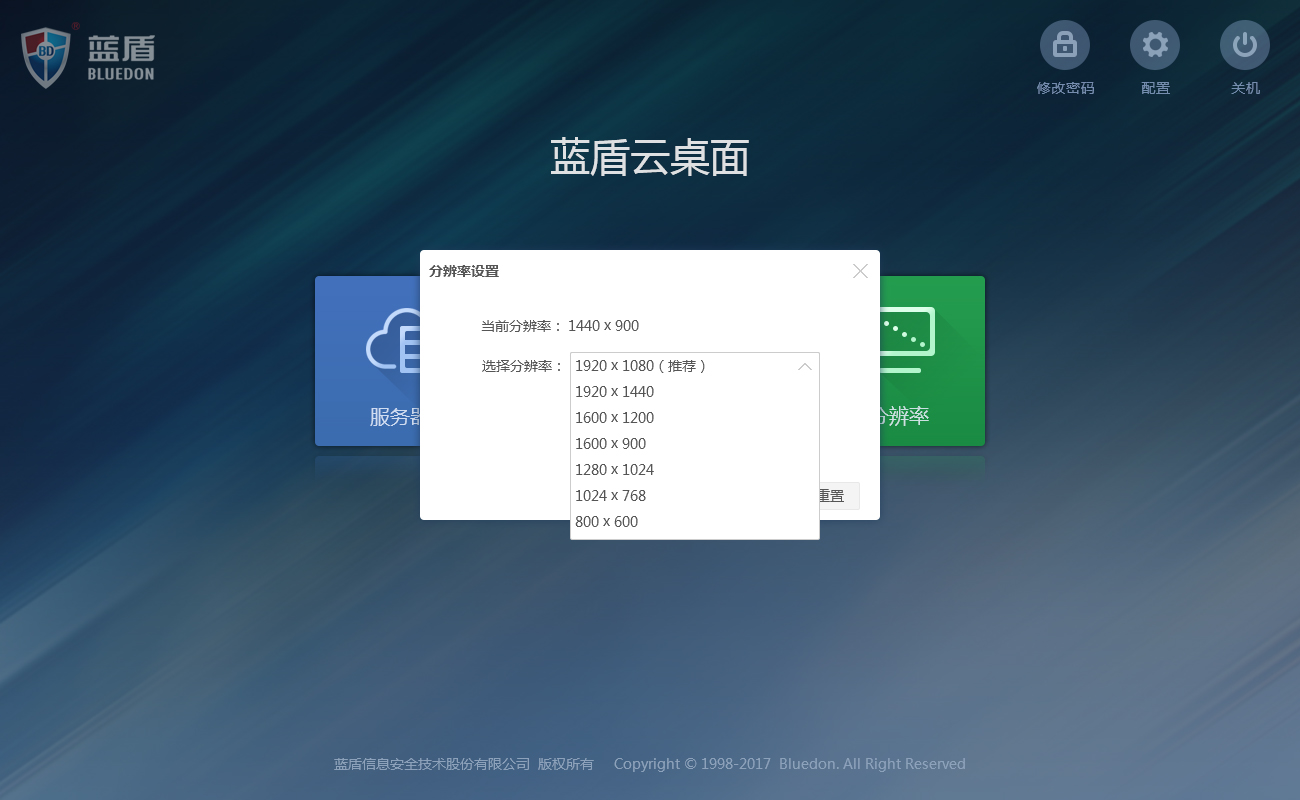 BD
®
蓝盾
BLUEDON
修改密码
配置
关机
蓝盾云桌面
分辨率设置
当前分辨率： 1440 x 900
选择分辨率： 1920 x 1080 ( 推荐 )
1920 x 1440
1600 x 1200
1600 x 900
1280 x 1024
1024 x 768
800 x 600
重置
服务器
分辨率
蓝盾信息安全技术股份有限公司 版权所有 Copyright © 1998-2017 Bluedon. All Right Reserved